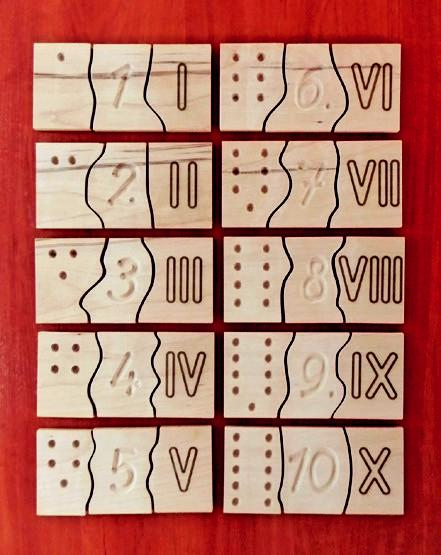 1 I
2. II
3 III
4 IV
5 V
6. VI
7 VII
8 VIII
9. IX
10 X